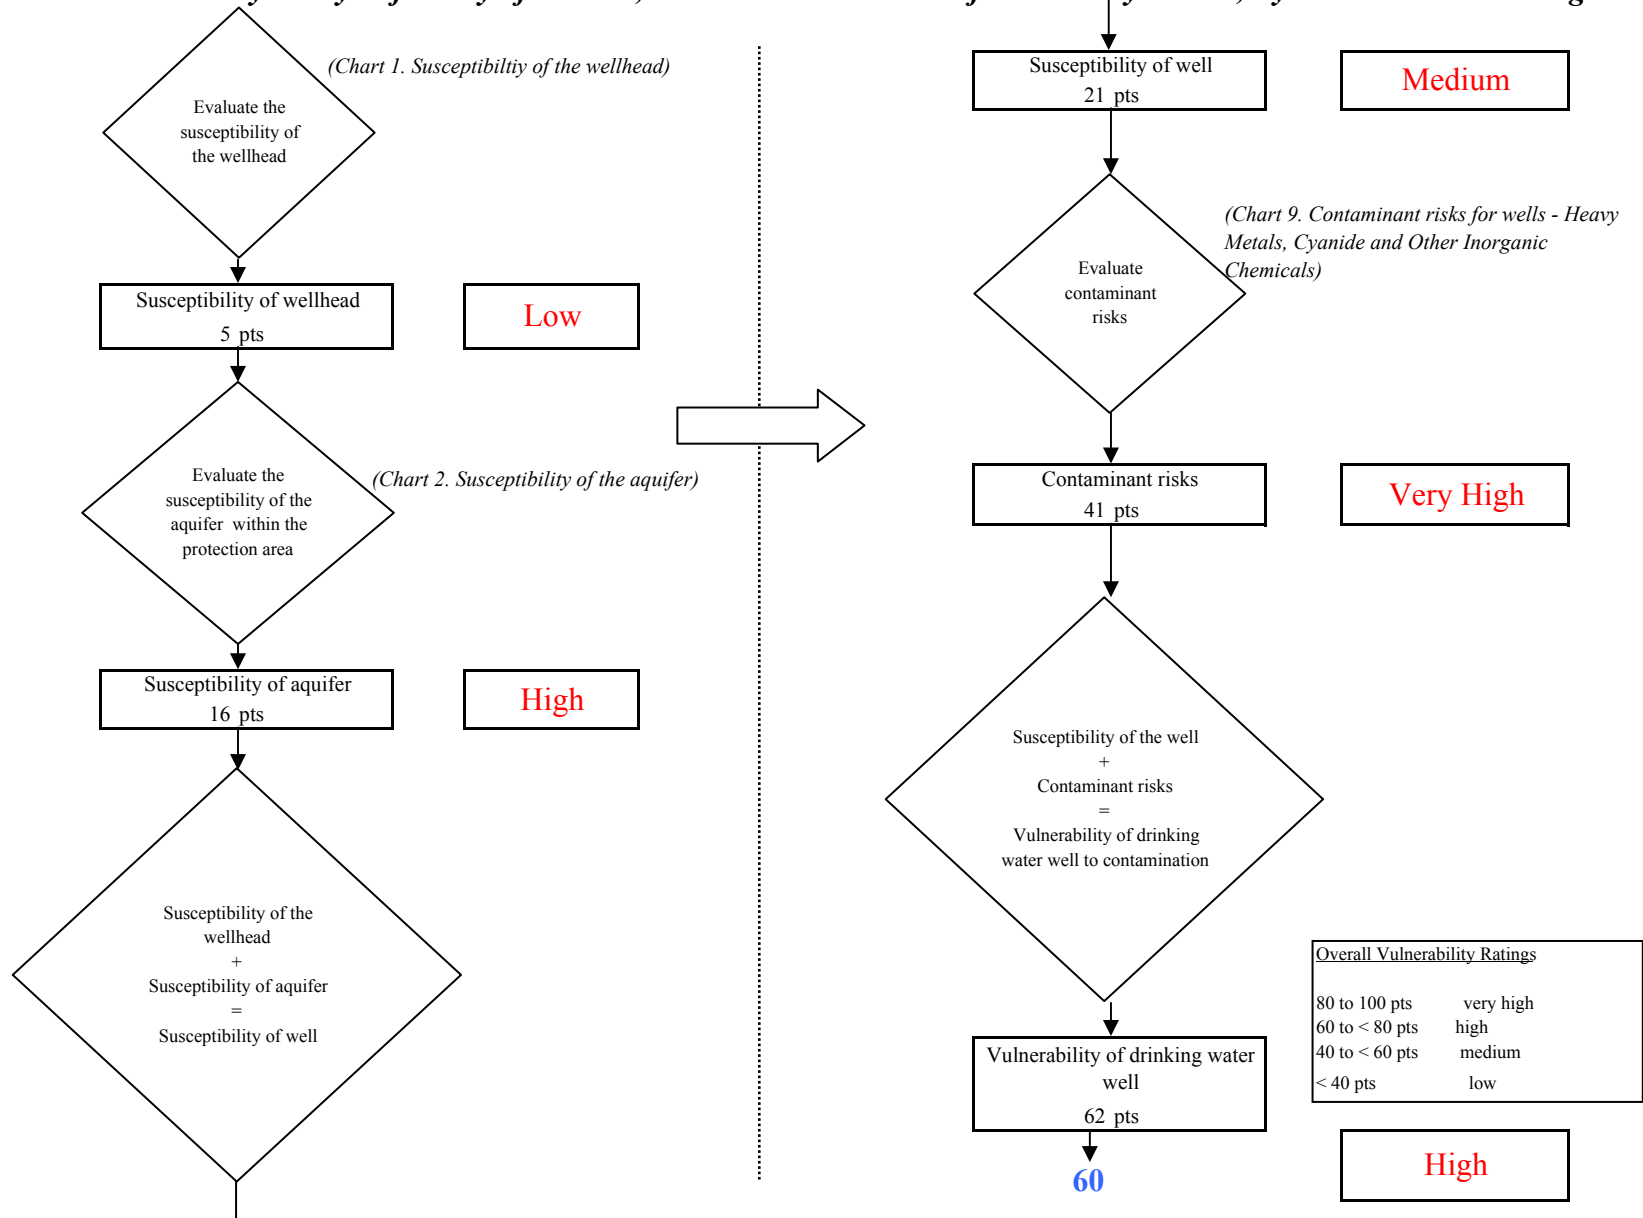 (Chart 1. Susceptibiltiy of the wellhead)
Evaluate the
susceptibility of
the wellhead
Susceptibility of wellhead
5 pts
Low
Evaluate the
susceptibility of the
aquifer within the
protection area
(Chart 2. Susceptibility of the aquifer)
Susceptibility of aquifer
16 pts
High
Susceptibility of the
wellhead
+
Susceptibility of aquifer
=
Susceptibility of well
Susceptibility of well
21 pts
Medium
(Chart 9. Contaminant risks for wells - Heavy
Metals, Cyanide and Other Inorganic
Chemicals)
Evaluate
contaminant
risks
Contaminant risks
41 pts
Very High
Susceptibility of the well
+
Contaminant risks
=
Vulnerability of drinking
water well to contamination
Overall Vulnerability Ratings
80 to 100 pts very high
60 to < 80 pts high
40 to < 60 pts medium
< 40 pts low
Vulnerability of drinking water
well
62 pts
60
High